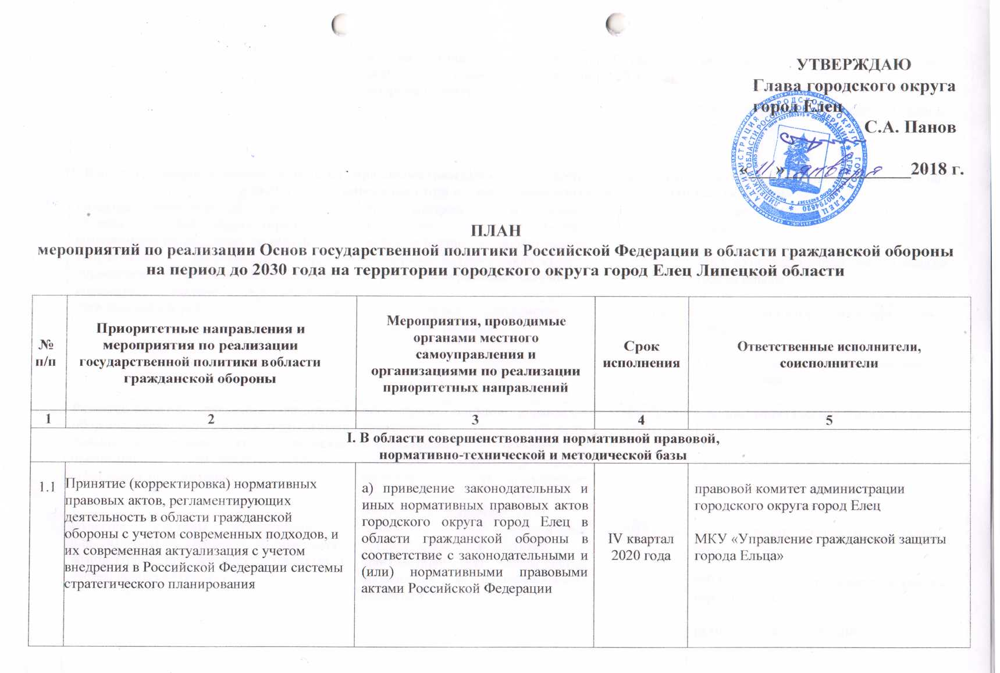 УТВЕРЖДАЮ
Глава городского округа
город Елец
С.А. Панов
«11» января 2018 г.
ПЛАН
мероприятий по реализации Основ государственной политики Российской Федерации в области гражданской обороны
на период до 2030 года на территории городского округа город Елец Липецкой области
№
п/п
Приоритетные направления и
мероприятия по реализации
государственной политики вобласти
гражданской обороны
Мероприятия, проводимые
органами местного
самоуправления и
организациями по реализации
приоритетных направлений
Срок
исполнения
Ответственные исполнители,
соисполнители
1 2 3 4 5
I. В области совершенствования нормативной правовой,
нормативно-технической и методической базы
1.1
Принятие (корректировка) нормативных
правовых актов, регламентирующих
деятельность в области гражданской
обороны с учетом современных подходов, и
их современная актуализация с учетом
внедрения в Российской Федерации системы
стратегического планирования
а) приведение законодательных и
иных нормативных правовых актов
городского округа город Елец в
области гражданской обороны в
соответствие с законодательными и
(или) нормативными правовыми
актами Российской Федерации
IV квартал
2020 года
правовой комитет администрации
городского округа город Елец
МКУ «Управление гражданской защиты
города Ельца»
АДМИНИСТРАЦИЯ ГОРОДСКОГО ОКРУГА ГОРОД ЕЛЕЦ
ЛИПЕЦКОЙ ОБЛАСТИ РОССИЙСКОЙ ФЕДЕРАЦИИ